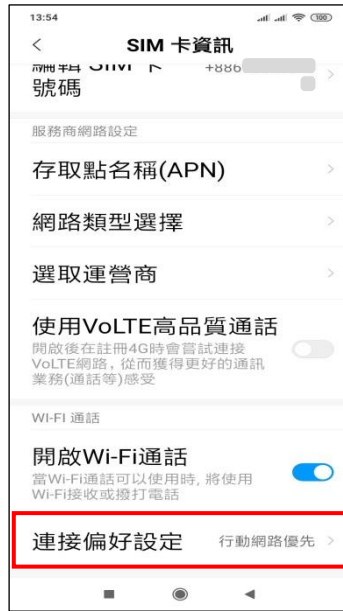 13:54
100
SIM 卡資訊
編輯 SIM 卡
+886
號碼
服務商網路設定
存取點名稱(APN)
網路類型選擇
選取運營商
使用VoLTE高品質通話
開啟後在註冊4G時會嘗試連接
VoLTE網路, 從而獲得更好的通訊
業務(通話等)感受
WI-FI 通話
開啟Wi-Fi通話
當Wi-Fi通話可以使用時, 將使用
Wi-Fi接收或撥打電話
連接偏好設定
行動網路優先